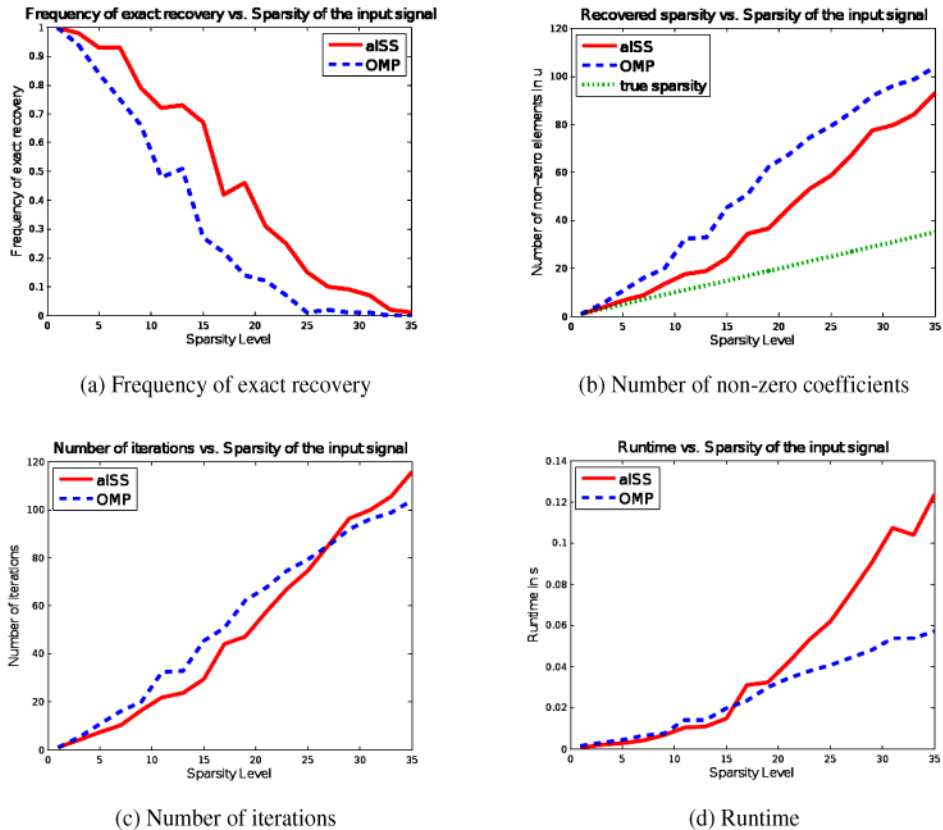 Frequency of exact recovery vs. Sparsity of the input signal
1
0.9
0.8
0.7
0.6
0.5
0.4
0.3
0.2
0.1
0
Frequency of exact recovery
aISS
OMP
0 5 10 15 20 25 30 35
Sparsity Level
(a) Frequency of exact recovery
Recovered sparsity vs. Sparsity of the input signal
120
100
80
60
40
20
0
Number of non-zero elements in u
aISS
OMP
true sparsity
0 5 10 15 20 25 30 35
Sparsity Level
(b) Number of non-zero coefficients
Number of iterations vs. Sparsity of the input signal
120
100
80
60
40
20
0
Number of iterations
aISS
OMP
0 5 10 15 20 25 30 35
Sparsity Level
(c) Number of iterations
Runtime vs. Sparsity of the input signal
0.14
0.12
0.1
0.08
0.06
0.04
0.02
0
Runtime in s
aISS
OMP
0 5 10 15 20 25 30 35
Sparsity Level
(d) Runtime